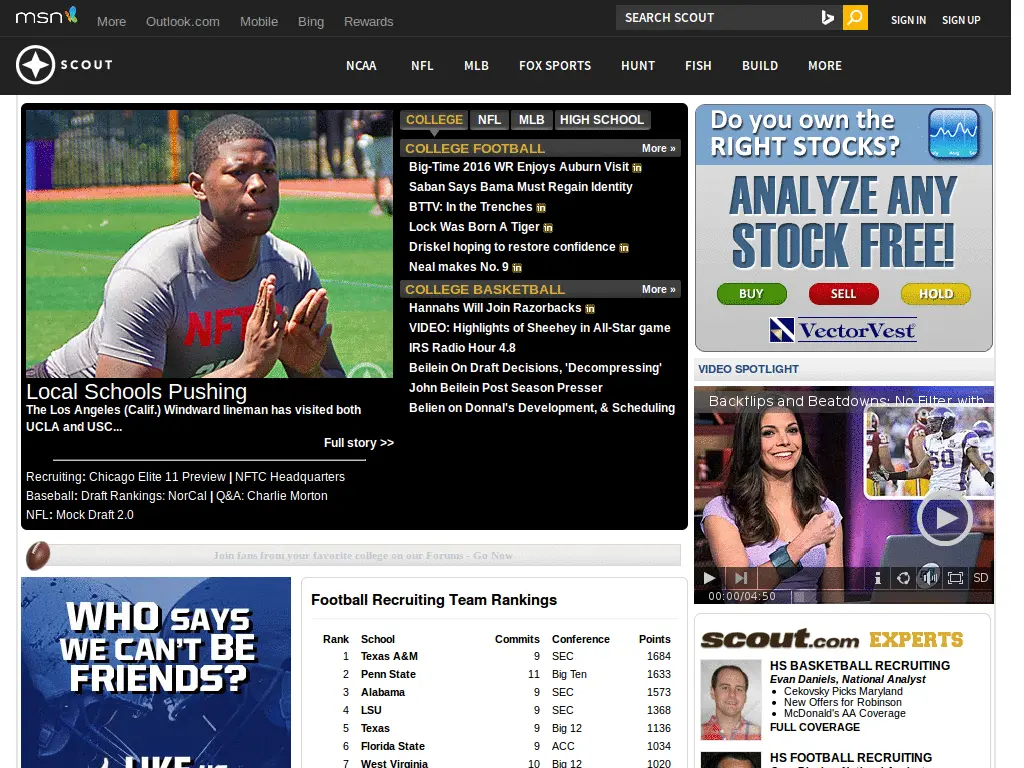 msn
More Outlook.com Mobile Bing Rewards
SEARCH SCOUT
SIGN IN SIGN UP
SCOUT
NCAA NFL MLB FOX SPORTS HUNT FISH BUILD MORE
NFT
Local Schools Pushing
The Los Angeles (Calif.) Windward lineman has visited both
UCLA and USC...
Full story >>
Recruiting: Chicago Elite 11 Preview | NFTC Headquarters
Baseball: Draft Rankings: NorCal | Q&A: Charlie Morton
NFL: Mock Draft 2.0
COLLEGE NFL MLB HIGH SCHOOL
COLLEGE FOOTBALL More »
Big-Time 2016 WR Enjoys Auburn Visit in
Saban Says Bama Must Regain Identity
BTTV: In the Trenches in
Lock Was Born A Tiger in
Driskel hoping to restore confidence in
Neal makes No. 9 in
COLLEGE BASKETBALL More »
Hannahs Will Join Razorbacks in
VIDEO: Highlights of Sheehey in All-Star game
IRS Radio Hour 4.8
Beilein On Draft Decisions, 'Decompressing'
John Beilein Post Season Presser
Belien on Donnal's Development, & Scheduling
Join fans from your favorite college on our Forums - Go Now
WHO SAYS
WE CAN'T BE
FRIENDS?
LIKE US
Football Recruiting Team Rankings
Rank School Commits Conference Points
1 Texas A&M 9 SEC 1684
2 Penn State 11 Big Ten 1633
3 Alabama 9 SEC 1573
4 LSU 9 SEC 1368
5 Texas 9 Big 12 1136
6 Florida State 9 ACC 1034
7 West Virginia 10 Big 12 1020
Do you own the
RIGHT STOCKS?
ANALYZE ANY
STOCK FREE!
BUY SELL HOLD
VectorVest
VIDEO SPOTLIGHT
Backflips and Beatdowns: No Filter with
50
SD
00:00/04:50
scout.com EXPERTS
HS BASKETBALL RECRUITING
Evan Daniels, National Analyst
• Cekovsky Picks Maryland
• New Offers for Robinson
• McDonald's AA Coverage
FULL COVERAGE
HS FOOTBALL RECRUITING